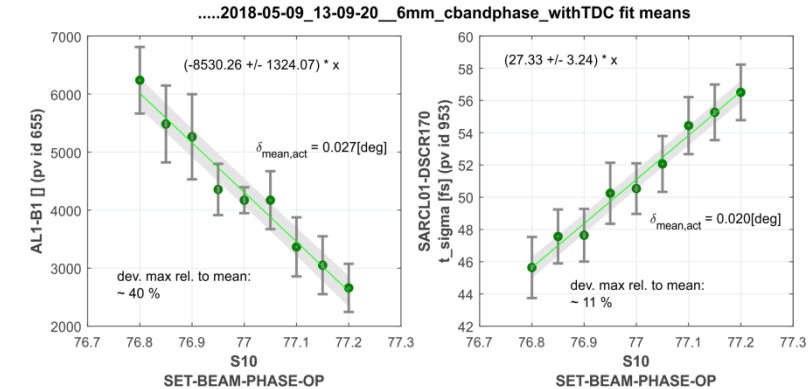 .....2018-05-09_13-09-20__6mm_cbandphase_withTDC fit means
7000
6000
5000
4000
3000
2000
AL1-B1 [] (pv id 655)
(-8530.26 +/- 1324.07) * x
δmean,act = 0.027[deg]
dev. max rel. to mean:
~ 40 %
76.7 76.8 76.9 77 77.1 77.2 77.3
S10
SET-BEAM-PHASE-OP
60
58
56
54
52
50
48
46
44
42
SARCL01-DSCR170
t_sigma [fs] (pv id 953)
(27.33 +/- 3.24) * x
δmean,act = 0.020[deg]
dev. max rel. to mean:
~ 11 %
76.7 76.8 76.9 77 77.1 77.2 77.3
S10
SET-BEAM-PHASE-OP